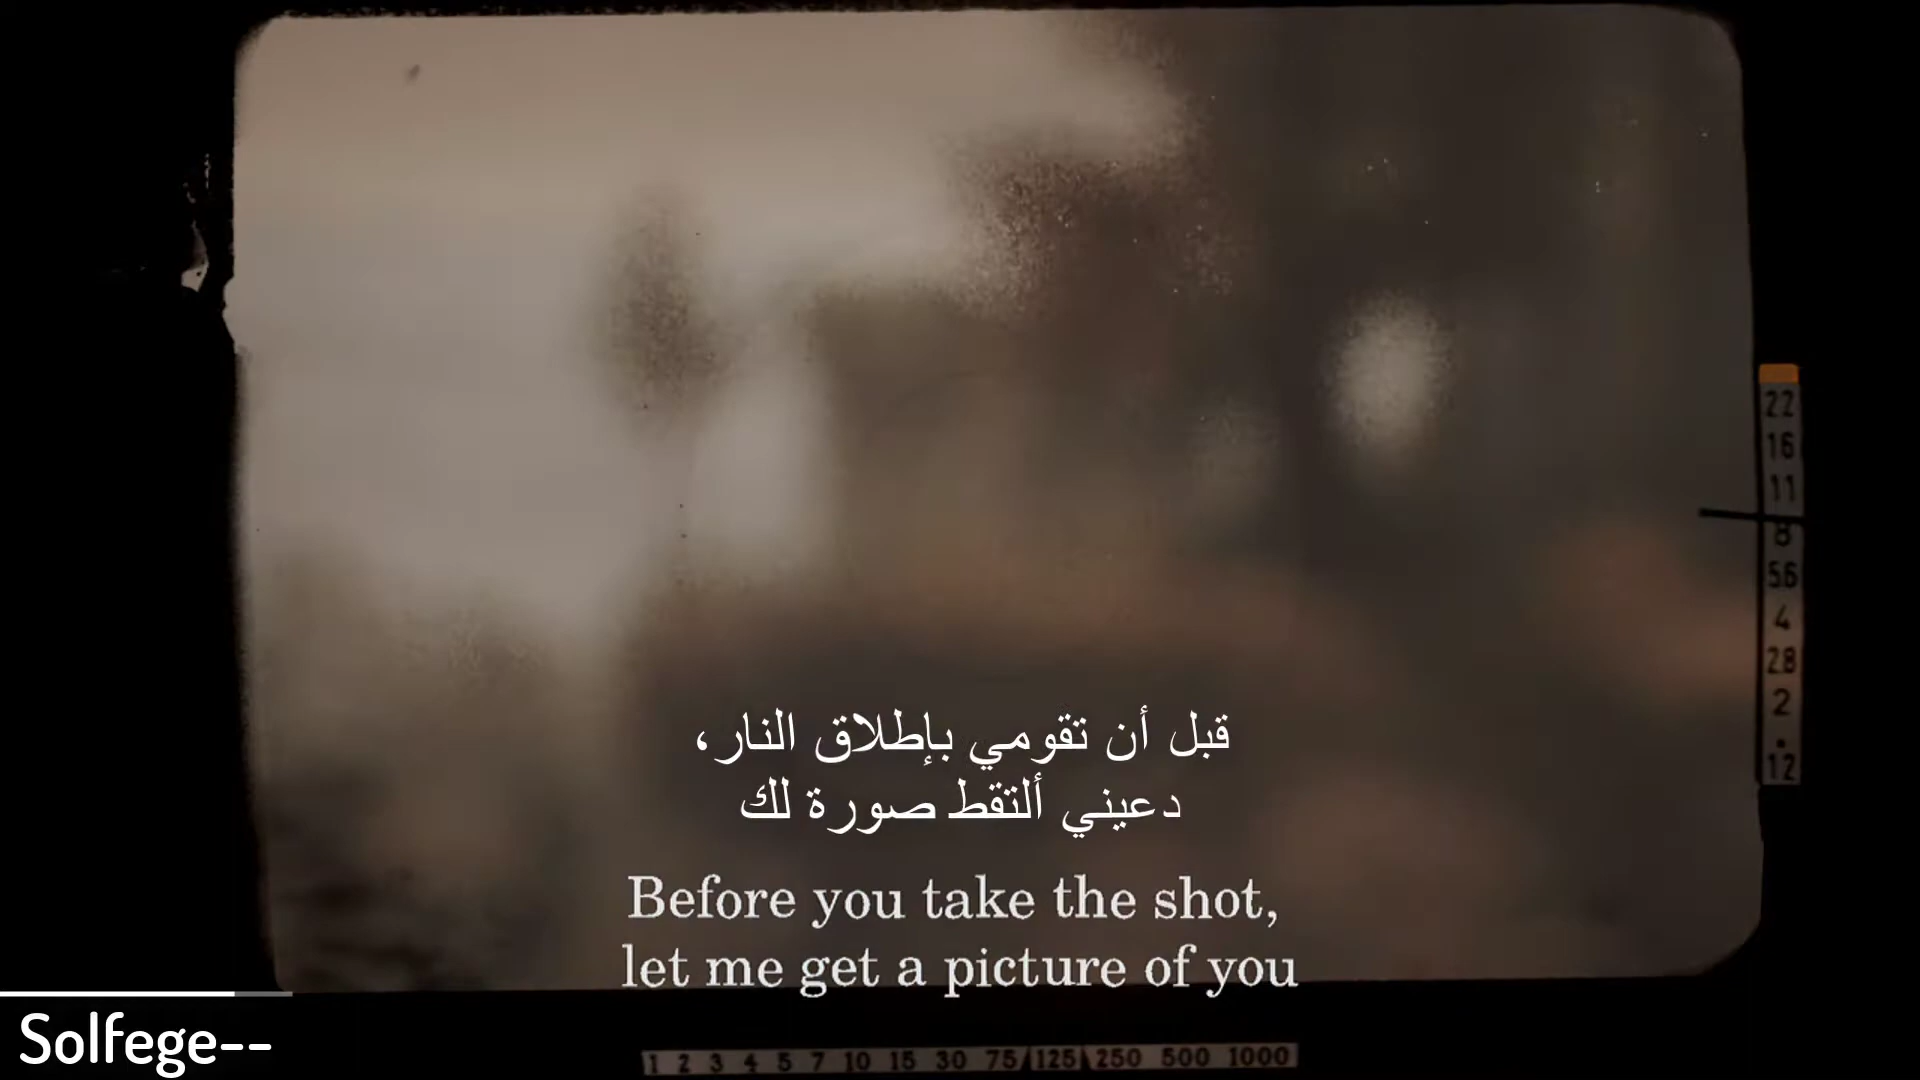 قبل أن تقومي بإطلاق النار،
دعيني ألتقط صورة لك
Before you take the shot,
let me get a picture of you
22
16
11
8
56
4
28
2
.
12
Solfege--
1 2 3 4 5 7 10 15 30 75 125 250 500 1000